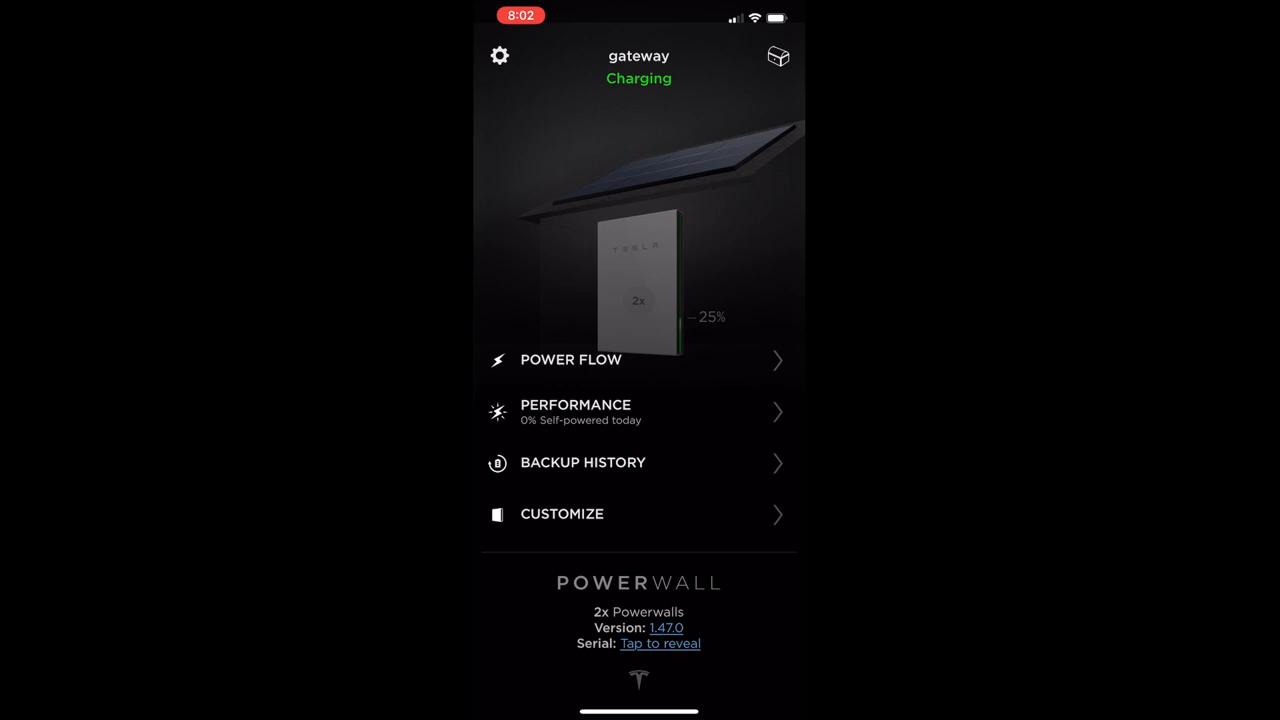 8:02
gateway
Charging
TESLA
2x
25%
POWER FLOW
PERFORMANCE
0% Self-powered today
BACKUP HISTORY
CUSTOMIZE
POWERWALL
2x Powerwalls
Version: 1.47.0
Serial: Tap to reveal